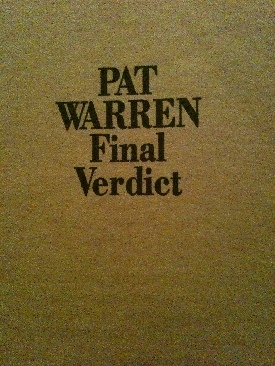 PAT
WARREN
Final
Verdict